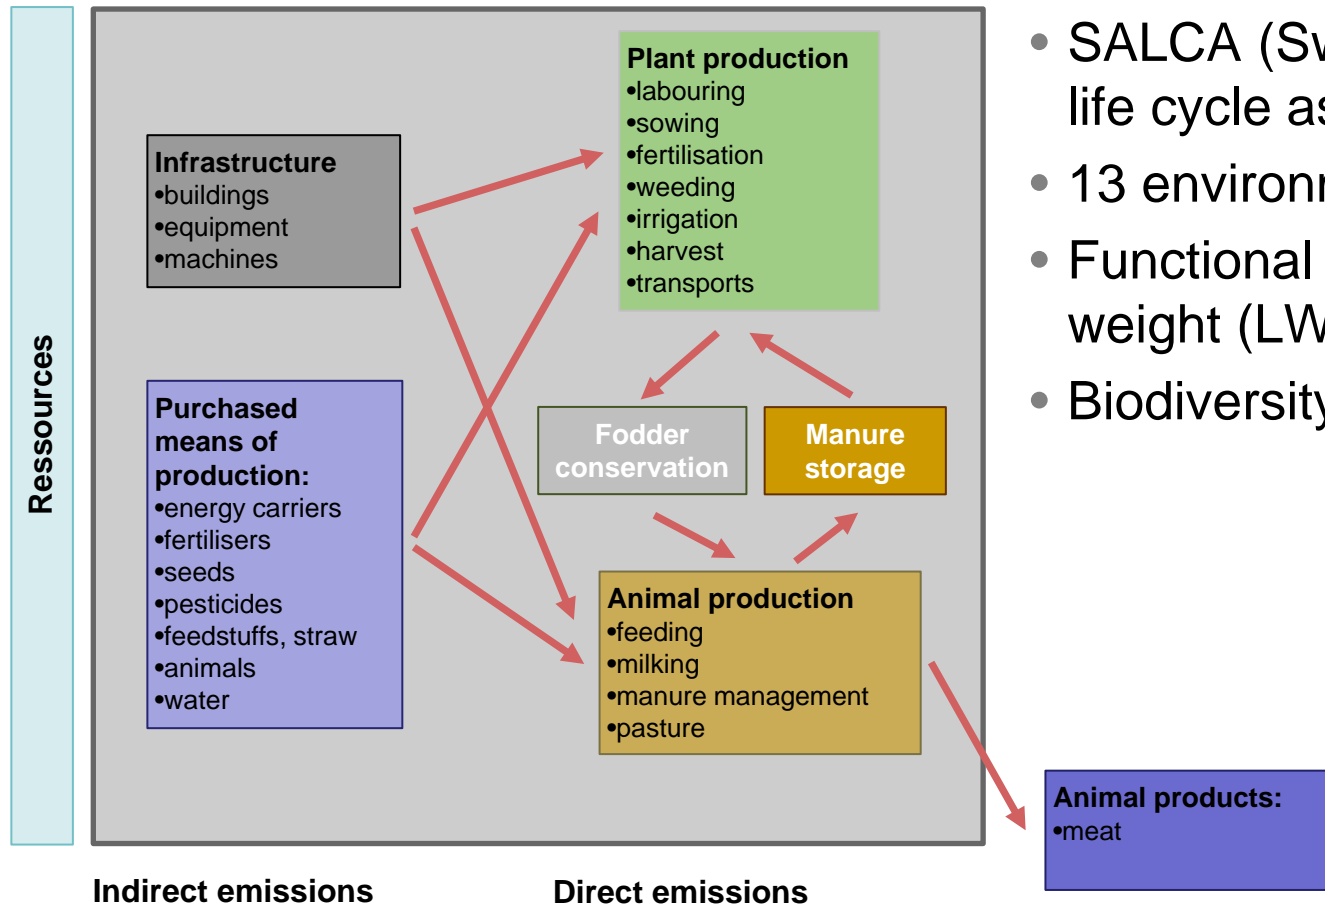 Ressources
Infrastructure
•buildings
•equipment
•machines
Purchased
means of
production:
•energy carriers
•fertilisers
•seeds
•pesticides
•feedstuffs, straw
•animals
•water
Plant production
•labouring
•sowing
•fertilisation
•weeding
•irrigation
•harvest
•transports
Fodder
conservation
Manure
storage
Animal production
•feeding
•milking
•manure management
•pasture
Animal products:
•meat
Indirect emissions
Direct emissions
• SALCA
life cycle
• 13
• Functional
weight (LW
• Biodiversity